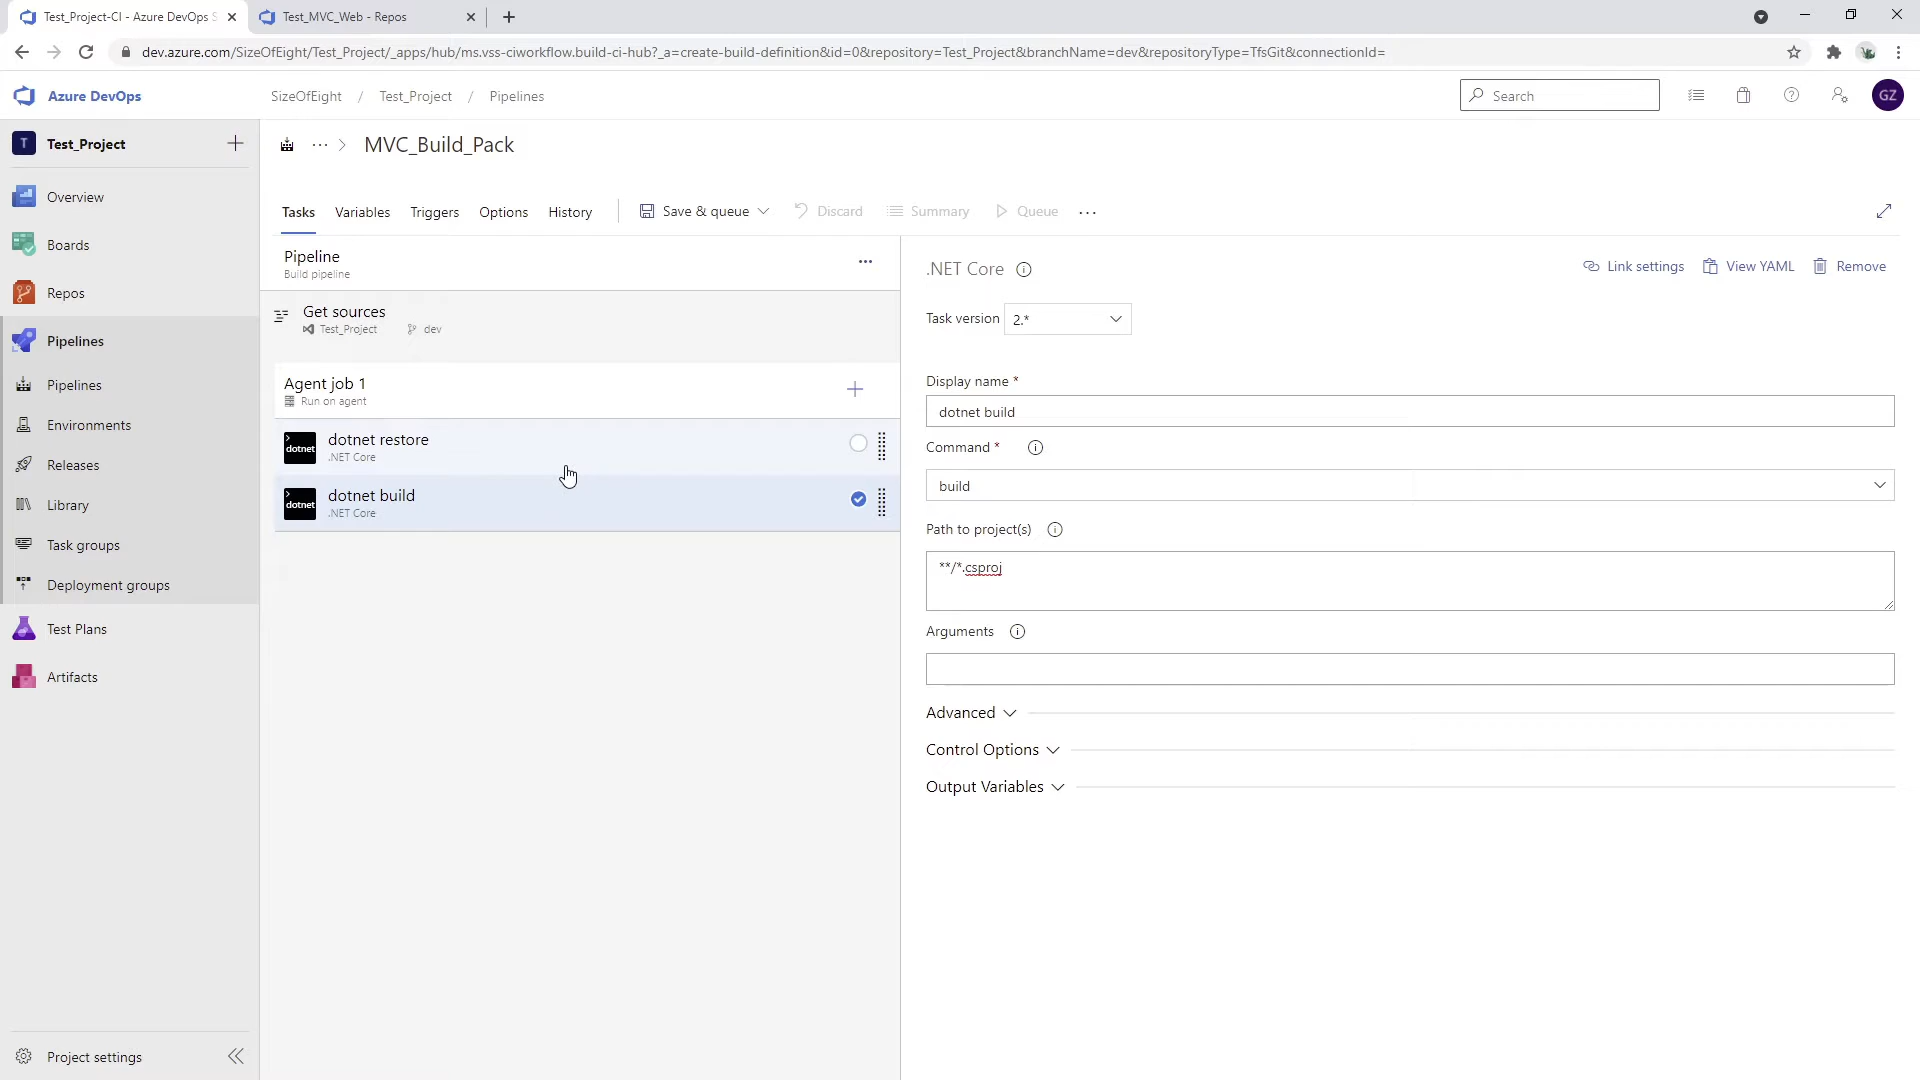 Test_Project-CI - Azure DevOps S
Test_MVC_Web - Repos
dev.azure.com/SizeOfEight/Test_Project/_apps/hub/ms.vss-ciworkflow.build-ci-hub?_a=create-build-definition&id=0&repository=Test_Project&branchName=dev&repositoryType=TfsGit&connectionId=
Azure DevOps
SizeOfEight / Test_Project / Pipelines
Search
GZ
T Test_Project
MVC_Build_Pack
Overview
Boards
Repos
Pipelines
Pipelines
Environments
Releases
Library
Task groups
Deployment groups
Test Plans
Artifacts
Project settings
Tasks Variables Triggers Options History Save & queue Discard Summary Queue
Pipeline
Build pipeline
Get sources
Test_Project dev
Agent job 1
Run on agent
dotnet
dotnet restore
.NET Core
dotnet
dotnet build
.NET Core
.NET Core
Link settings View YAML Remove
Task version 2.*
Display name *
dotnet build
Command *
build
Path to project(s)
**/*.csproj
Arguments
Advanced
Control Options
Output Variables